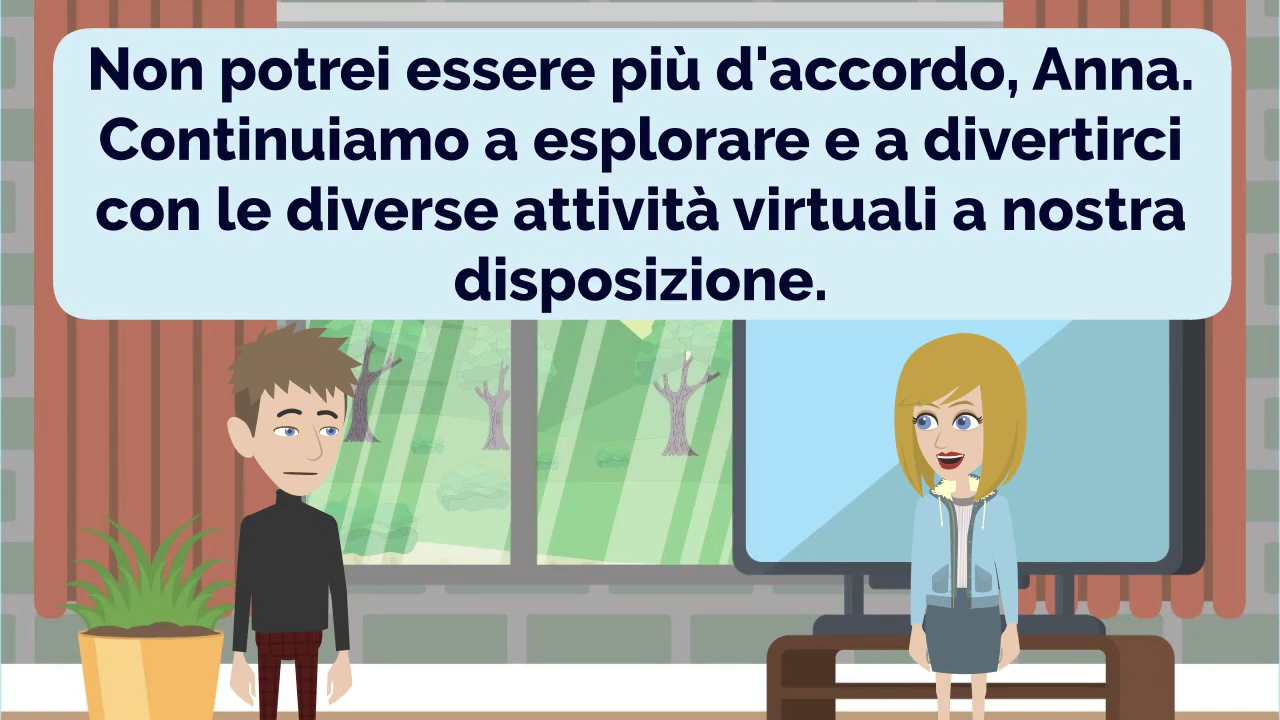 Non potrei essere più d'accordo, Anna.
Continuiamo a esplorare e a divertirci
con le diverse attività virtuali a nostra
disposizione.